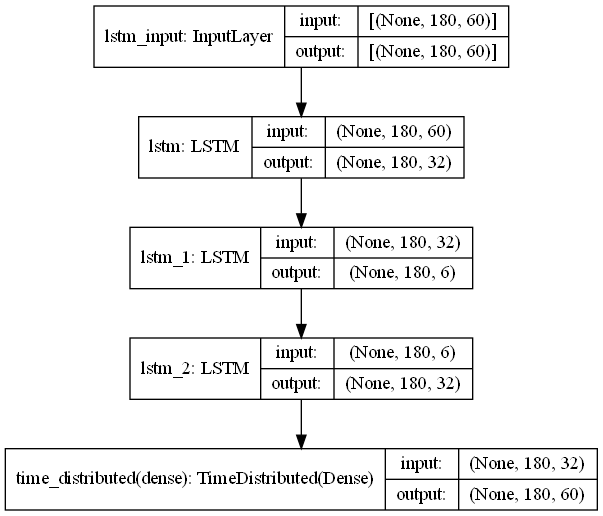 lstm_input: InputLayer
input: [(None, 180, 60)]
output: [(None, 180, 60)]
lstm: LSTM
input: (None, 180, 60)
output: (None, 180, 32)
lstm_1: LSTM
input: (None, 180, 32)
output: (None, 180, 6)
lstm_2: LSTM
input: (None, 180, 6)
output: (None, 180, 32)
time_distributed(dense): TimeDistributed(Dense)
input: (None, 180, 32)
output: (None, 180, 60)